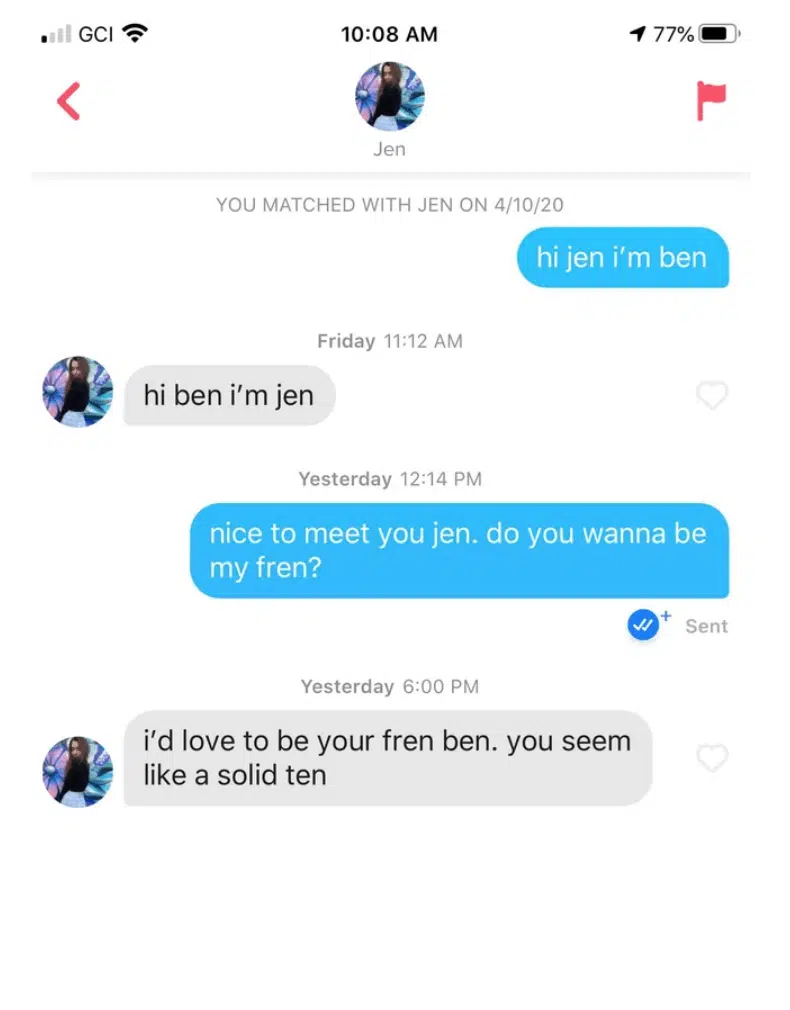 GCI 10:08 AM 77%
Jen
YOU MATCHED WITH JEN ON 4/10/20
hi jen i’m ben
Friday 11:12 AM
hi ben i’m jen
Yesterday 12:14 PM
nice to meet you jen. do you wanna be
my fren?
Sent
Yesterday 6:00 PM
i’d love to be your fren ben. you seem
like a solid ten